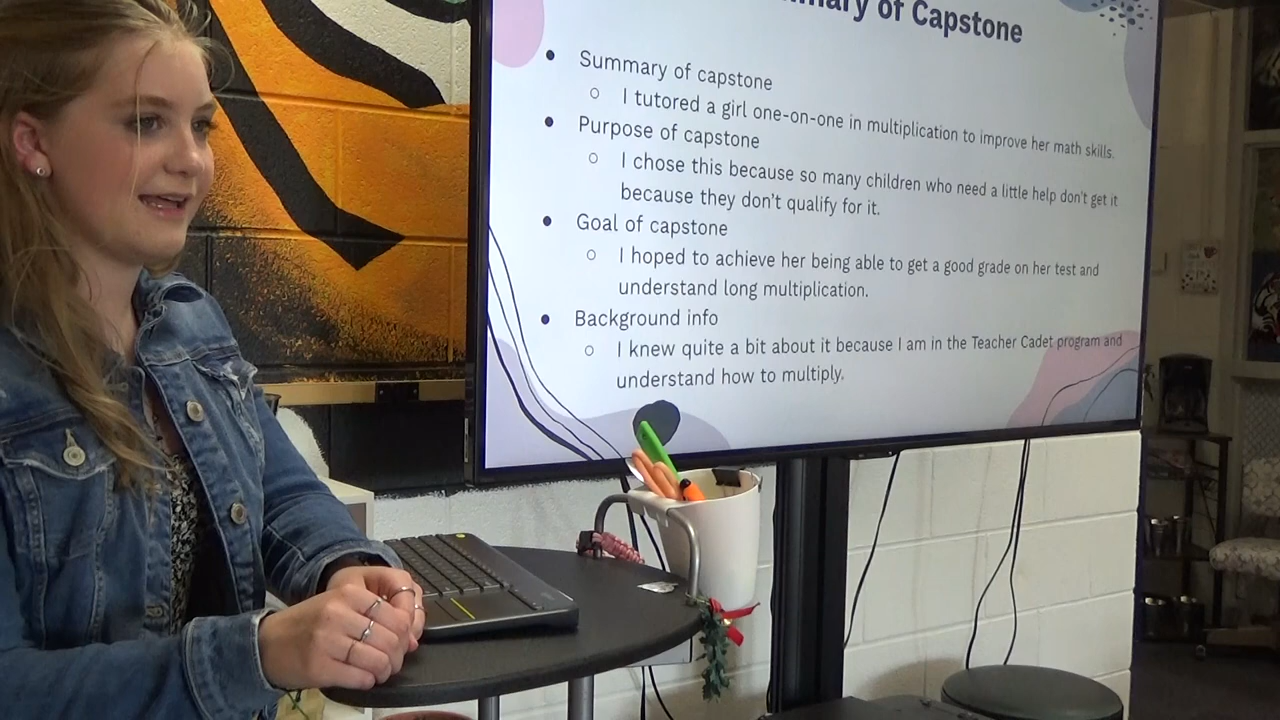 mmary of Capstone
● Summary of capstone
○ I tutored a girl one-on-one in multiplication to improve her math skills.
● Purpose of capstone
○ I chose this because so many children who need a little help don't get it
because they don't qualify for it.
● Goal of capstone
○ I hoped to achieve her being able to get a good grade on her test and
understand long multiplication.
● Background info
○ I knew quite a bit about it because I am in the Teacher Cadet program and
understand how to multiply.